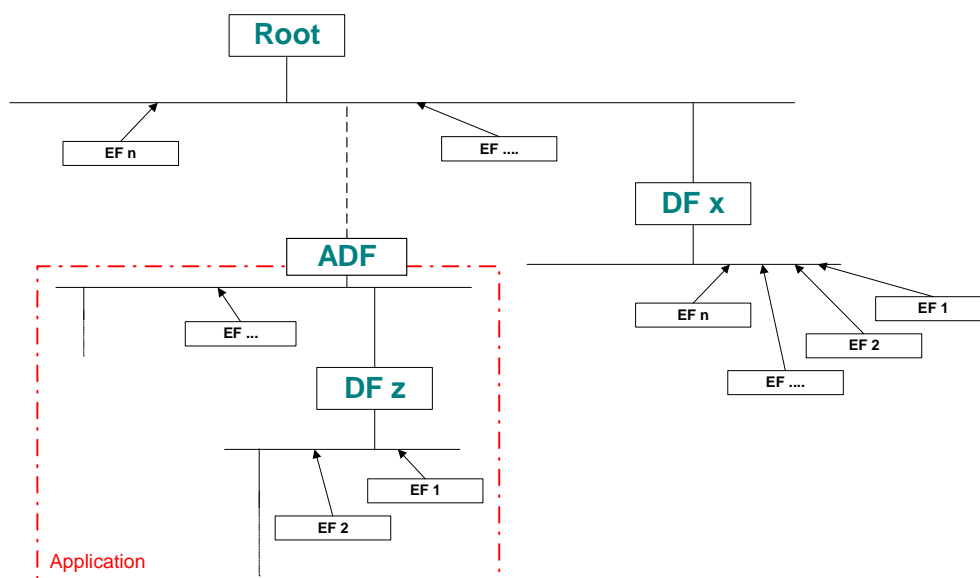 Root
EF n
EF ....
DF x
ADF
EF 1
EF n
EF ...
EF 2
DF z
EF ....
EF 1
EF 2
Application